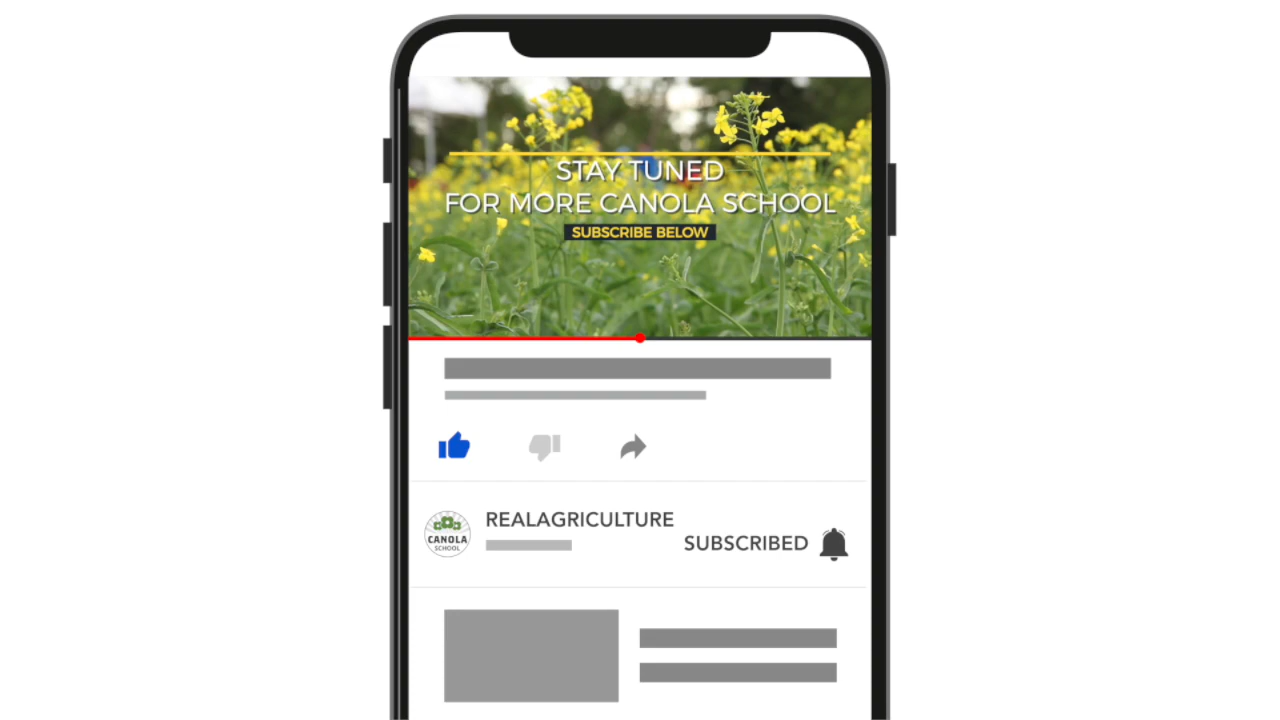 STAY TUNED
FOR MORE CANOLA SCHOOL
SUBSCRIBE BELOW
REALAGRICULTURE
CANOLA
SCHOOL
SUBSCRIBED